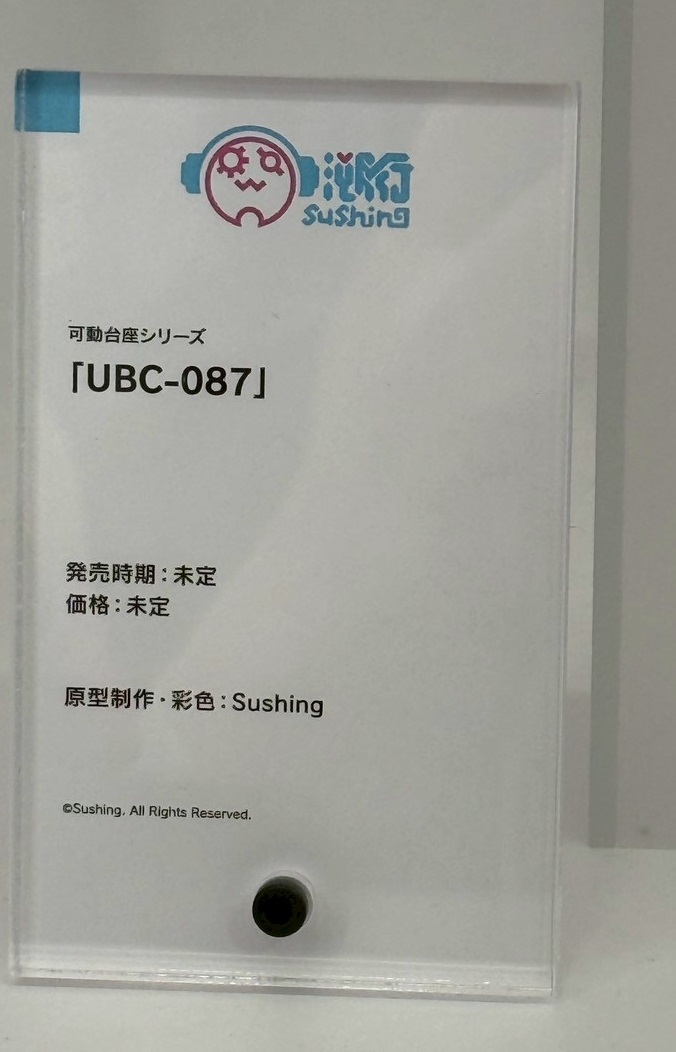 sushing
可動台座シリーズ
「UBC-087」
発売時期：未定
価格：未定
原型制作・彩色：Sushing
©Sushing. All Rights Reserved.